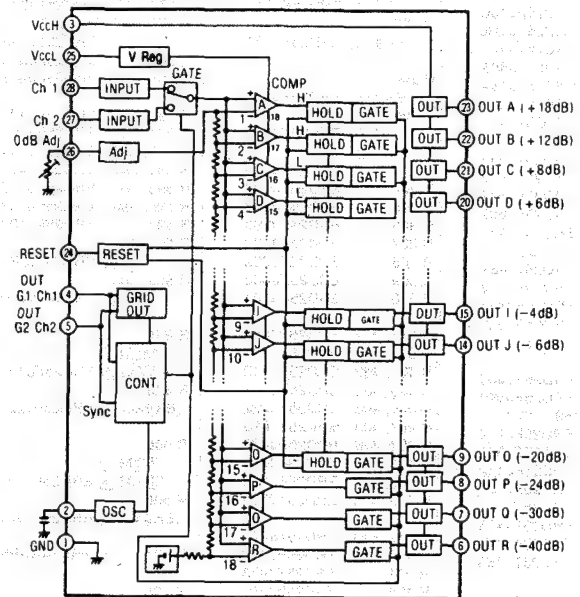 VccH 3
VccL 25 V Reg
GATE
Ch 1 28 INPUT
Ch 2 27 INPUT
0dB Adj 26 Adj
COMP
+ A 18 H HOLD GATE OUT 23 OUT A (+18dB)
1 -
+ B 17 H HOLD GATE OUT 22 OUT B (+12dB)
2 -
+ C 16 L HOLD GATE OUT 21 OUT C (+8dB)
3 -
+ D 15 L HOLD GATE OUT 20 OUT D (+6dB)
4 -
RESET 24 RESET
OUT
G1 Ch1 4 GRID OUT
OUT
G2 Ch2 5
CONT.
Sync
+ I HOLD GATE OUT 15 OUT I (-4dB)
9 -
+ J HOLD GATE OUT 14 OUT J (-6dB)
10 -
+ O HOLD GATE OUT 9 OUT O (-20dB)
15 -
+ P GATE OUT 8 OUT P (-24dB)
16 -
+ Q GATE OUT 7 OUT Q (-30dB)
17 -
+ R GATE OUT 6 OUT R (-40dB)
18 -
2 OSC
GND 1